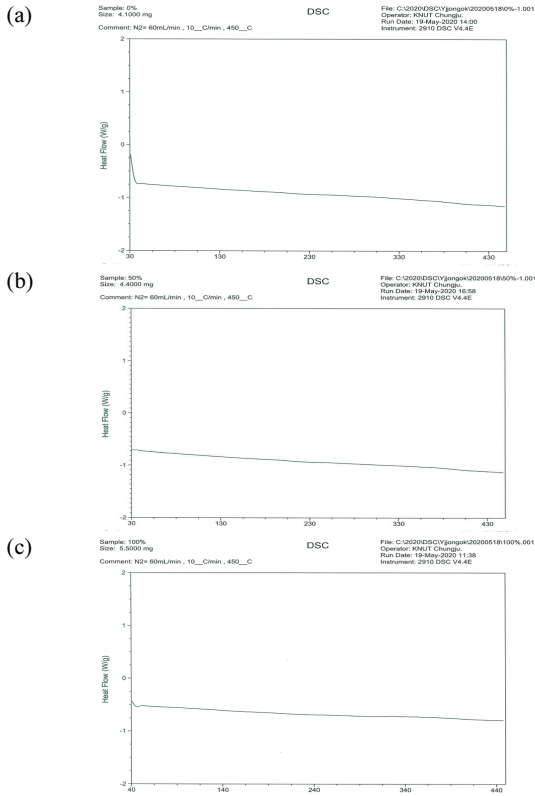 (a)
Sample: 0%
Size: 4.1000 mg
Comment: N2= 60mL/min , 10__C/min , 450__C
DSC
File: C:\2020\DSC\Yjjongok\20200518\0%-1.001
Operator: KNUT Chungju.
Run Date: 19-May-2020 14:00
Instrument: 2910 DSC V4.4E
2
1
0
-1
-2
Heat Flow (W/g)
30 130 230 330 430
(b)
Sample: 50%
Size: 4.4000 mg
Comment: N2= 60mL/min , 10__C/min , 450__C
DSC
File: C:\2020\DSC\Yjjongok\20200518\50%-1.001
Operator: KNUT Chungju.
Run Date: 19-May-2020 16:58
Instrument: 2910 DSC V4.4E
2
1
0
-1
-2
Heat Flow (W/g)
30 130 230 330 430
(c)
Sample: 100%
Size: 5.5000 mg
Comment: N2= 60mL/min , 10__C/min , 450__C
DSC
File: C:\2020\DSC\Yjjongok\20200518\100%.001
Operator: KNUT Chungju.
Run Date: 19-May-2020 11:38
Instrument: 2910 DSC V4.4E
2
1
0
-1
-2
Heat Flow (W/g)
40 140 240 340 440